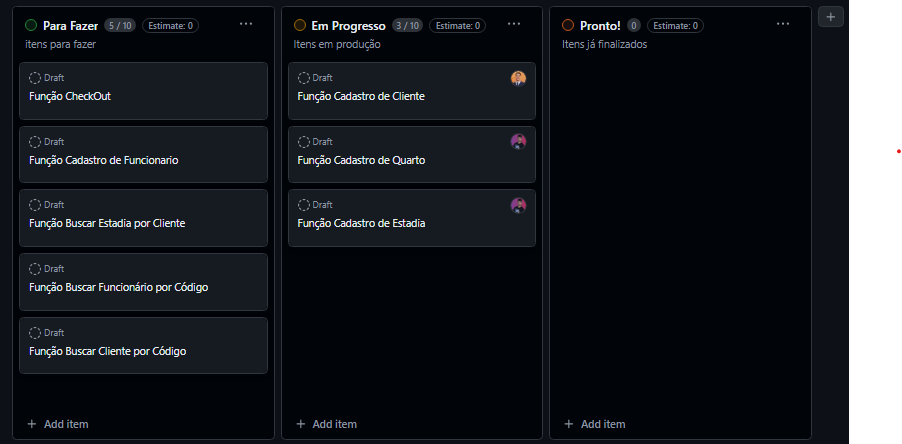 Para Fazer 5 / 10 Estimate: 0 ...
itens para fazer
Draft
Função CheckOut
Draft
Função Cadastro de Funcionario
Draft
Função Buscar Estadia por Cliente
Draft
Função Buscar Funcionário por Código
Draft
Função Buscar Cliente por Código
+ Add item
Em Progresso 3 / 10 Estimate: 0 ...
Itens em produção
Draft
Função Cadastro de Cliente
Draft
Função Cadastro de Quarto
Draft
Função Cadastro de Estadia
+ Add item
Pronto! 0 Estimate: 0 ...
Itens já finalizados
+ Add item
+